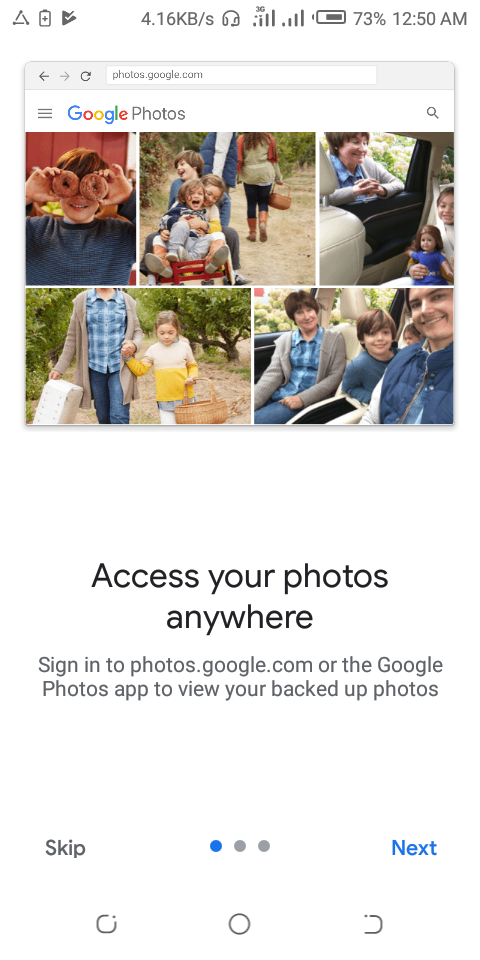 4.16KB/s 3G 73% 12:50 AM
photos.google.com
Google Photos
Access your photos
anywhere
Sign in to photos.google.com or the Google
Photos app to view your backed up photos
Skip Next